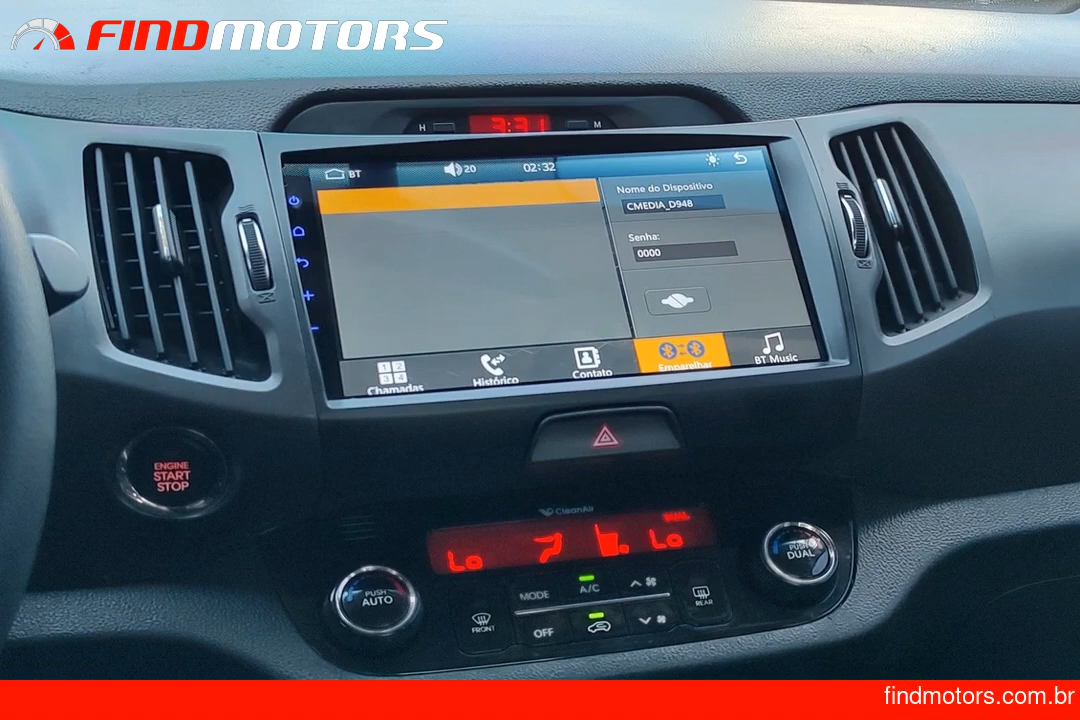 FINDMOTORS
H 3:31 M
BT 20 02:32
Nome do Dispositivo
CMEDIA_D948
Senha:
0000
1 2
3 4
Chamadas Histórico Contato Emparelhar BT Music
ENGINE
START
STOP
CleanAir
DUAL
Lo Lo
PUSH
AUTO
PUSH
DUAL
MODE A/C
FRONT OFF REAR
findmotors.com.br